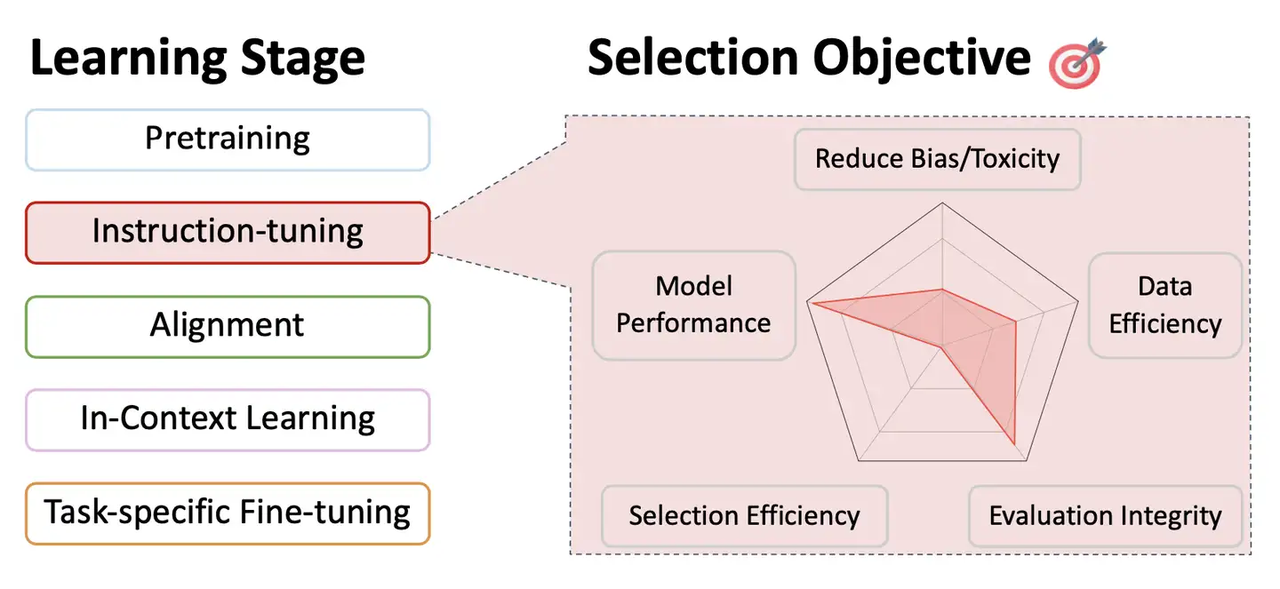 Learning Stage
Pretraining
Instruction-tuning
Alignment
In-Context Learning
Task-specific Fine-tuning
Selection Objective
Reduce Bias/Toxicity
Model
Performance
Data
Efficiency
Selection Efficiency
Evaluation Integrity